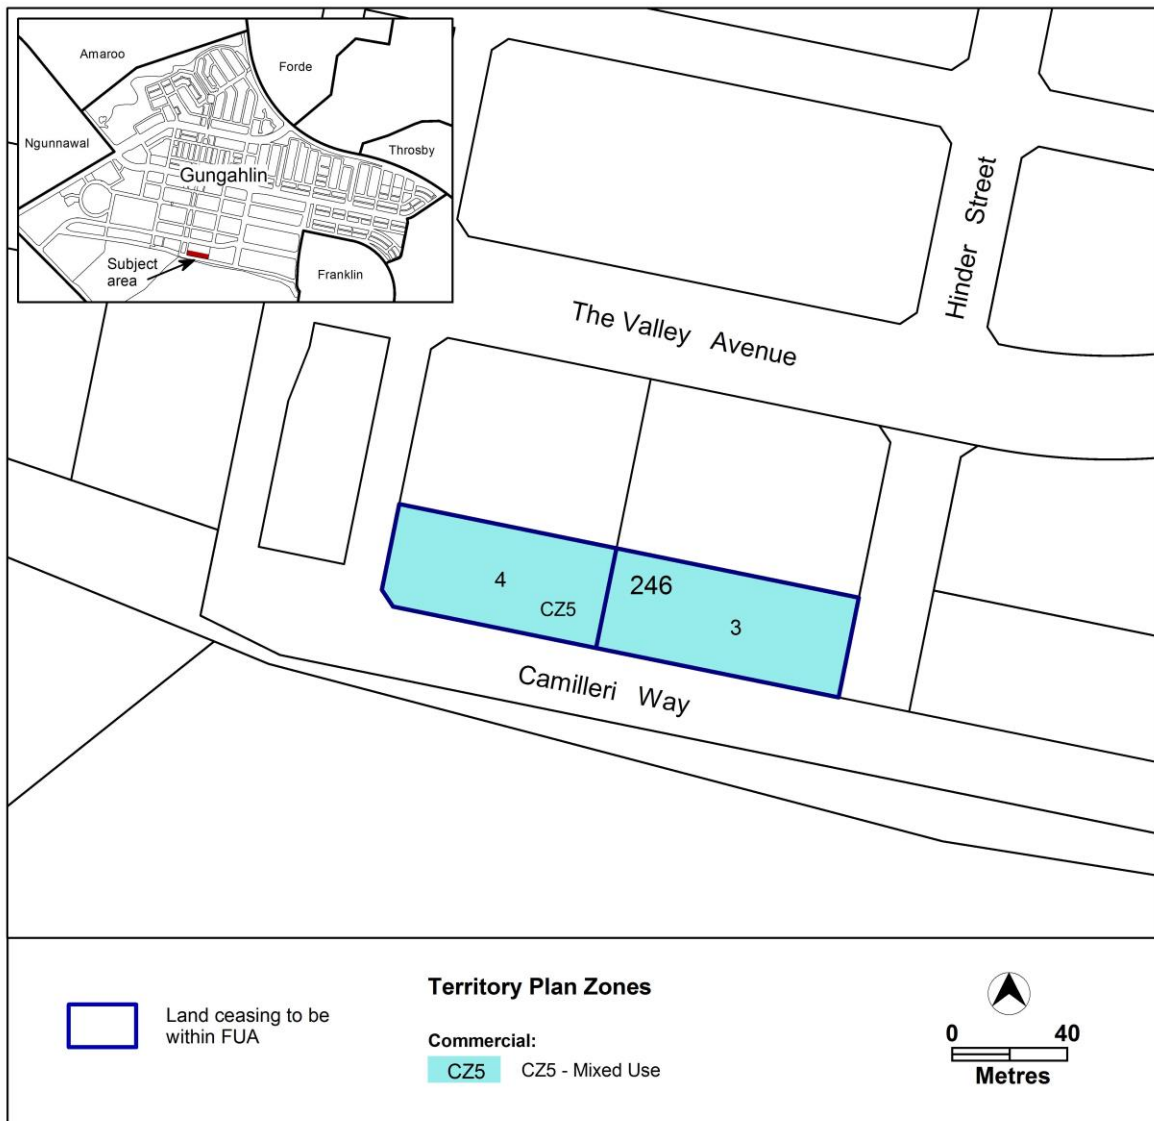 Amaroo
Forde
Ngunnawal
Throsby
Gungahlin
Subject
area
Franklin
Hinder Street
The Valley Avenue
4
CZ5
246
3
Camilleri Way
Land ceasing to be
within FUA
Territory Plan Zones
Commercial:
CZ5
CZ5 - Mixed Use
0 40
Metres